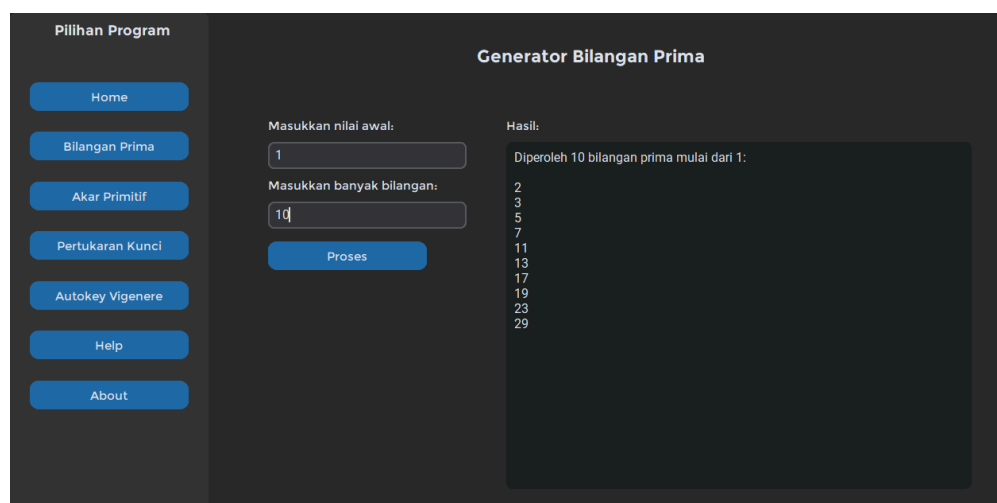 Pilihan Program
Home
Bilangan Prima
Akar Primitif
Pertukaran Kunci
Autokey Vigenere
Help
About
Generator Bilangan Prima
Masukkan nilai awal:
1
Masukkan banyak bilangan:
10
Proses
Hasil:
Diperoleh 10 bilangan prima mulai dari 1:
2
3
5
7
11
13
17
19
23
29